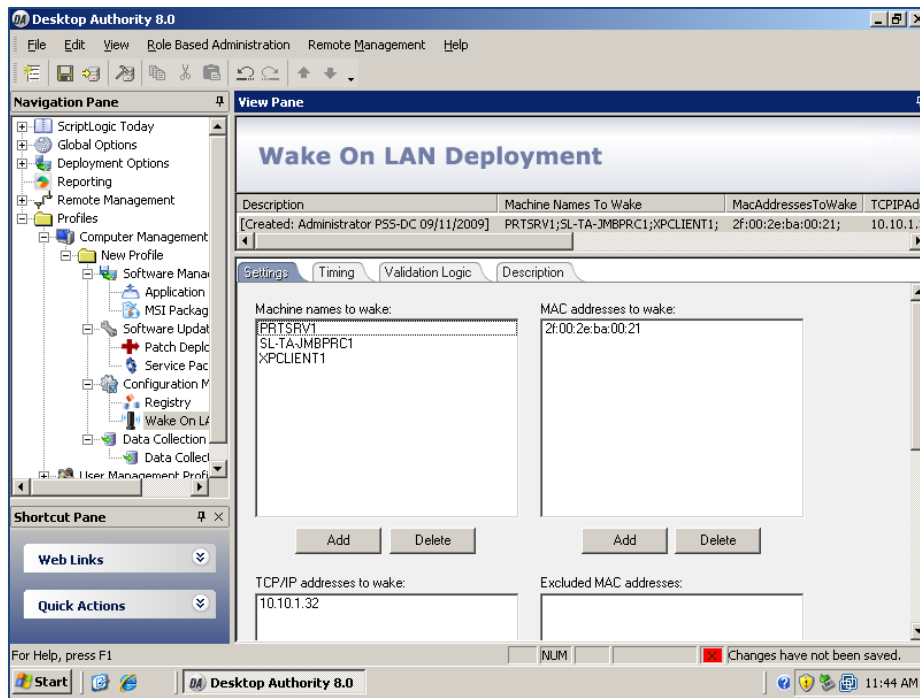 Desktop Authority 8.0
File Edit View Role Based Administration Remote Management Help
Navigation Pane
ScriptLogic Today
Global Options
Deployment Options
Reporting
Remote Management
Profiles
Computer Management
New Profile
Software Mana
Application
MSI Packag
Software Updat
Patch Deplo
Service Pac
Configuration M
Registry
Wake On LA
Data Collection
Data Collect
User Management Profi
Shortcut Pane
Web Links
Quick Actions
View Pane
Wake On LAN Deployment
Description Machine Names To Wake MacAddressesToWake TCPIPAd
[Created: Administrator PSS-DC 09/11/2009] PRTSRV1;SL-TA-JMBPRC1;XPCLIENT1; 2f:00:2e:ba:00:21; 10.10.1.
Settings Timing Validation Logic Description
Machine names to wake:
PRTSRV1
SL-TA-JMBPRC1
XPCLIENT1
Add Delete
MAC addresses to wake:
2f:00:2e:ba:00:21
Add Delete
TCP/IP addresses to wake:
10.10.1.32
Excluded MAC addresses:
For Help, press F1 NUM Changes have not been saved.
Start Desktop Authority 8.0 11:44 AM